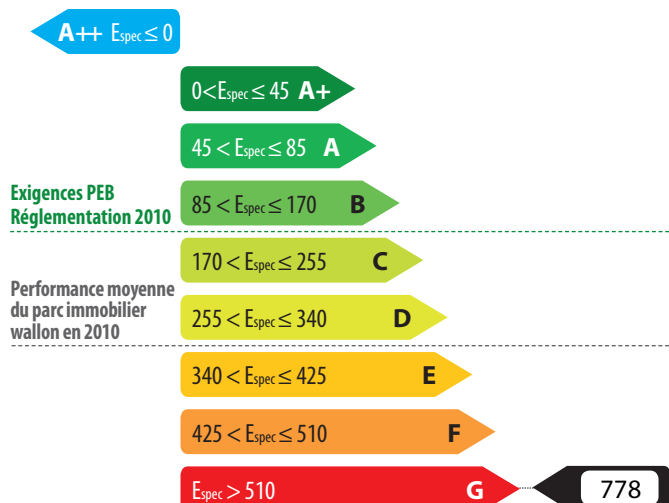 A++ Espec ≤ 0
0<Espec ≤ 45 A+
45 < Espec ≤ 85 A
Exigences PEB
Réglementation 2010
85 < Espec ≤ 170 B
170 < Espec ≤ 255 C
Performance moyenne
du parc immobilier
wallon en 2010
255 < Espec ≤ 340 D
340 < Espec ≤ 425 E
425 < Espec ≤ 510 F
Espec > 510 G 778